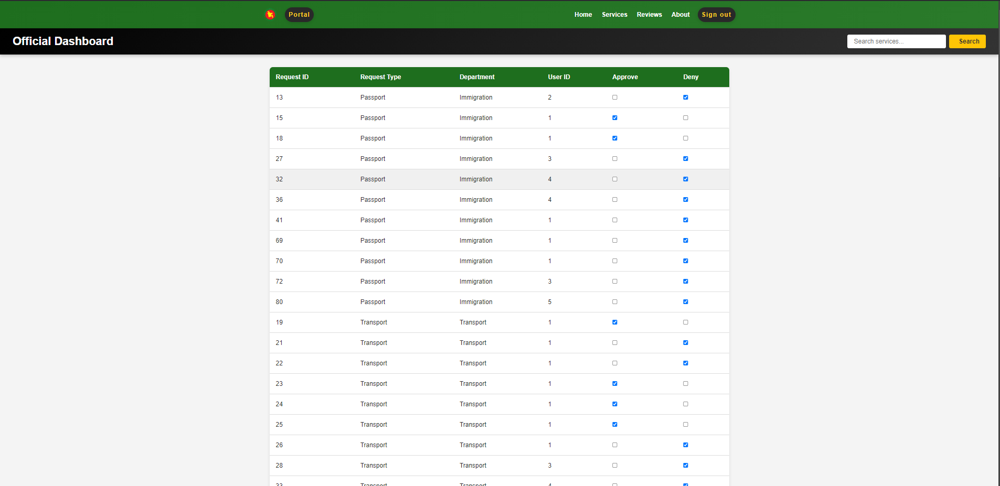 Portal Home Services Reviews About Sign out
Official Dashboard Search services... Search
Request ID Request Type Department User ID Approve Deny
13 Passport Immigration 2
15 Passport Immigration 1
18 Passport Immigration 1
27 Passport Immigration 3
32 Passport Immigration 4
36 Passport Immigration 4
41 Passport Immigration 1
69 Passport Immigration 1
70 Passport Immigration 1
72 Passport Immigration 3
80 Passport Immigration 5
19 Transport Transport 1
21 Transport Transport 1
22 Transport Transport 1
23 Transport Transport 1
24 Transport Transport 1
25 Transport Transport 1
26 Transport Transport 1
28 Transport Transport 3
Transport Transport 4